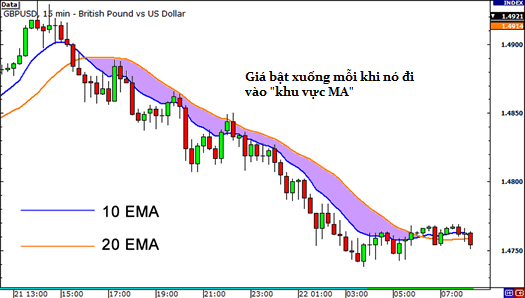 Data
INDEX
GBPUSD, 15 min - British Pound vs US Dollar
1.4921
1.4914
1.4900
Giá bật xuống mỗi khi nó đi
vào "khu vực MA"
1.4850
1.4800
10 EMA
20 EMA
1.4750
21 13:00 15:00 17:00 19:00 21:00 23:00 22 01:00 03:00 05:00 07:00